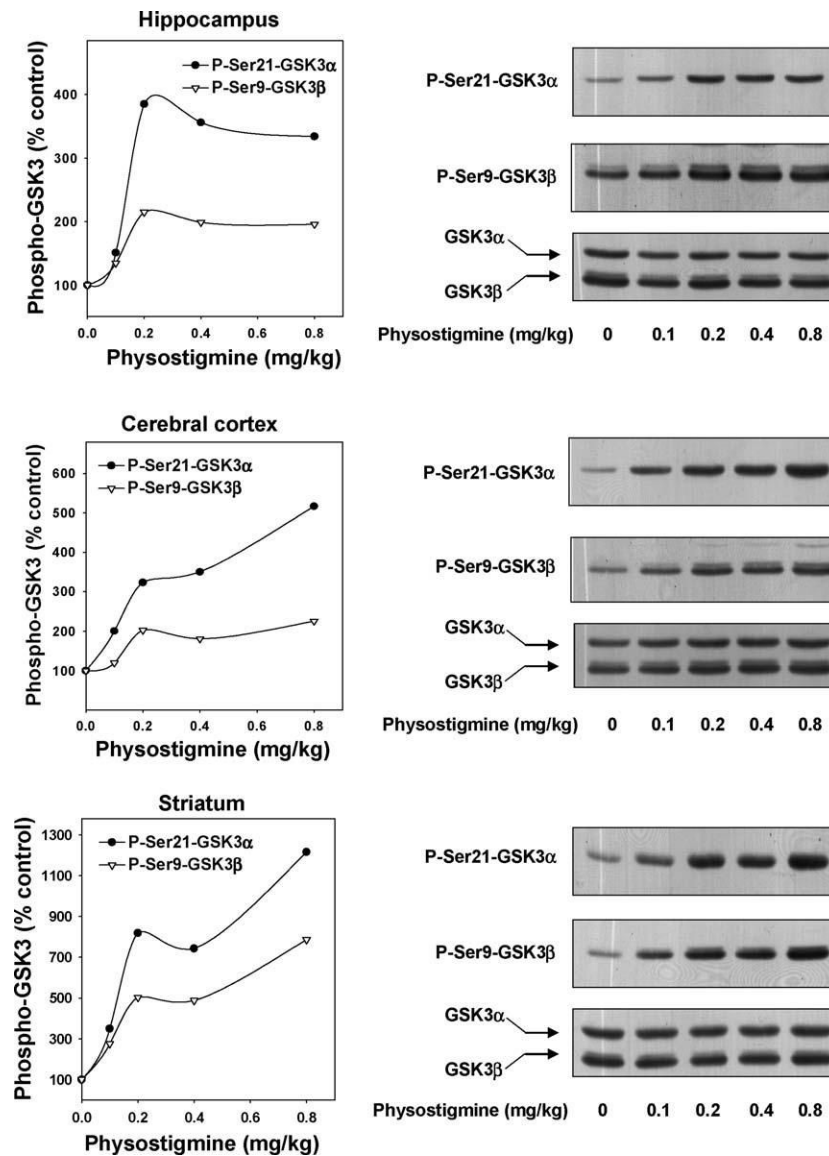 Hippocampus
Phospho-GSK3 (% control)
400
300
200
100
P-Ser21-GSK3α
P-Ser9-GSK3β
0.0 0.2 0.4 0.6 0.8
Physostigmine (mg/kg)
P-Ser21-GSK3α
P-Ser9-GSK3β
GSK3α
GSK3β
Physostigmine (mg/kg) 0 0.1 0.2 0.4 0.8
Cerebral cortex
Phospho-GSK3 (% control)
600
500
400
300
200
100
P-Ser21-GSK3α
P-Ser9-GSK3β
0.0 0.2 0.4 0.6 0.8
Physostigmine (mg/kg)
P-Ser21-GSK3α
P-Ser9-GSK3β
GSK3α
GSK3β
Physostigmine (mg/kg) 0 0.1 0.2 0.4 0.8
Striatum
Phospho-GSK3 (% control)
1300
1100
900
700
500
300
100
P-Ser21-GSK3α
P-Ser9-GSK3β
0.0 0.2 0.4 0.6 0.8
Physostigmine (mg/kg)
P-Ser21-GSK3α
P-Ser9-GSK3β
GSK3α
GSK3β
Physostigmine (mg/kg) 0 0.1 0.2 0.4 0.8